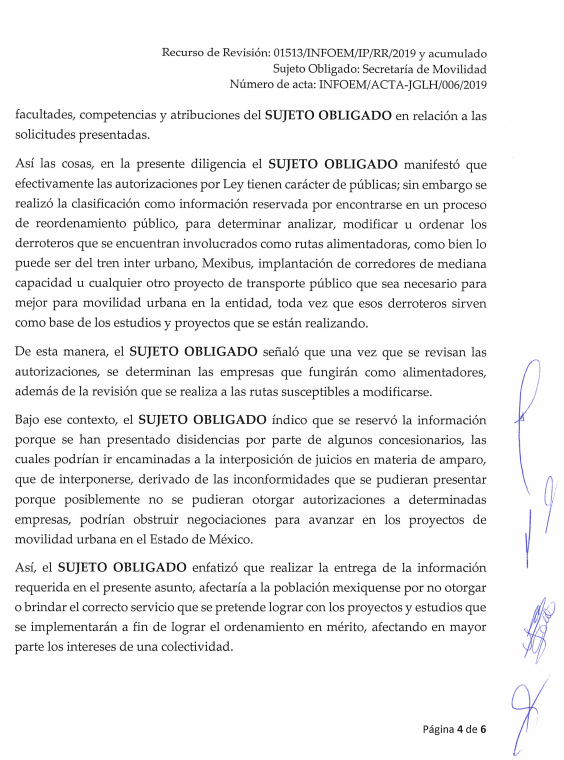 Recurso de Revisión: 01513/INFOEM/IP/RR/2019 y acumulado
Sujeto Obligado: Secretaría de Movilidad
Número de acta: INFOEM/ACTA-JGLH/006/2019
facultades, competencias y atribuciones del SUJETO OBLIGADO en relación a las
solicitudes presentadas.
Así las cosas, en la presente diligencia el SUJETO OBLIGADO manifestó que
efectivamente las autorizaciones por Ley tienen carácter de públicas; sin embargo se
realizó la clasificación como información reservada por encontrarse en un proceso
de reordenamiento público, para determinar analizar, modificar u ordenar los
derroteros que se encuentran involucrados como rutas alimentadoras, como bien lo
puede ser del tren inter urbano, Mexibus, implantación de corredores de mediana
capacidad u cualquier otro proyecto de transporte público que sea necesario para
mejor para movilidad urbana en la entidad, toda vez que esos derroteros sirven
como base de los estudios y proyectos que se están realizando.
De esta manera, el SUJETO OBLIGADO señaló que una vez que se revisan las
autorizaciones, se determinan las empresas que fungirán como alimentadores,
además de la revisión que se realiza a las rutas susceptibles a modificarse.
Bajo ese contexto, el SUJETO OBLIGADO índico que se reservó la información
porque se han presentado disidencias por parte de algunos concesionarios, las
cuales podrían ir encaminadas a la interposición de juicios en materia de amparo,
que de interponerse, derivado de las inconformidades que se pudieran presentar
porque posiblemente no se pudieran otorgar autorizaciones a determinadas
empresas, podrían obstruir negociaciones para avanzar en los proyectos de
movilidad urbana en el Estado de México.
Así, el SUJETO OBLIGADO enfatizó que realizar la entrega de la información
requerida en el presente asunto, afectaría a la población mexiquense por no otorgar
o brindar el correcto servicio que se pretende lograr con los proyectos y estudios que
se implementarán a fin de lograr el ordenamiento en mérito, afectando en mayor
parte los intereses de una colectividad.
Página 4 de 6